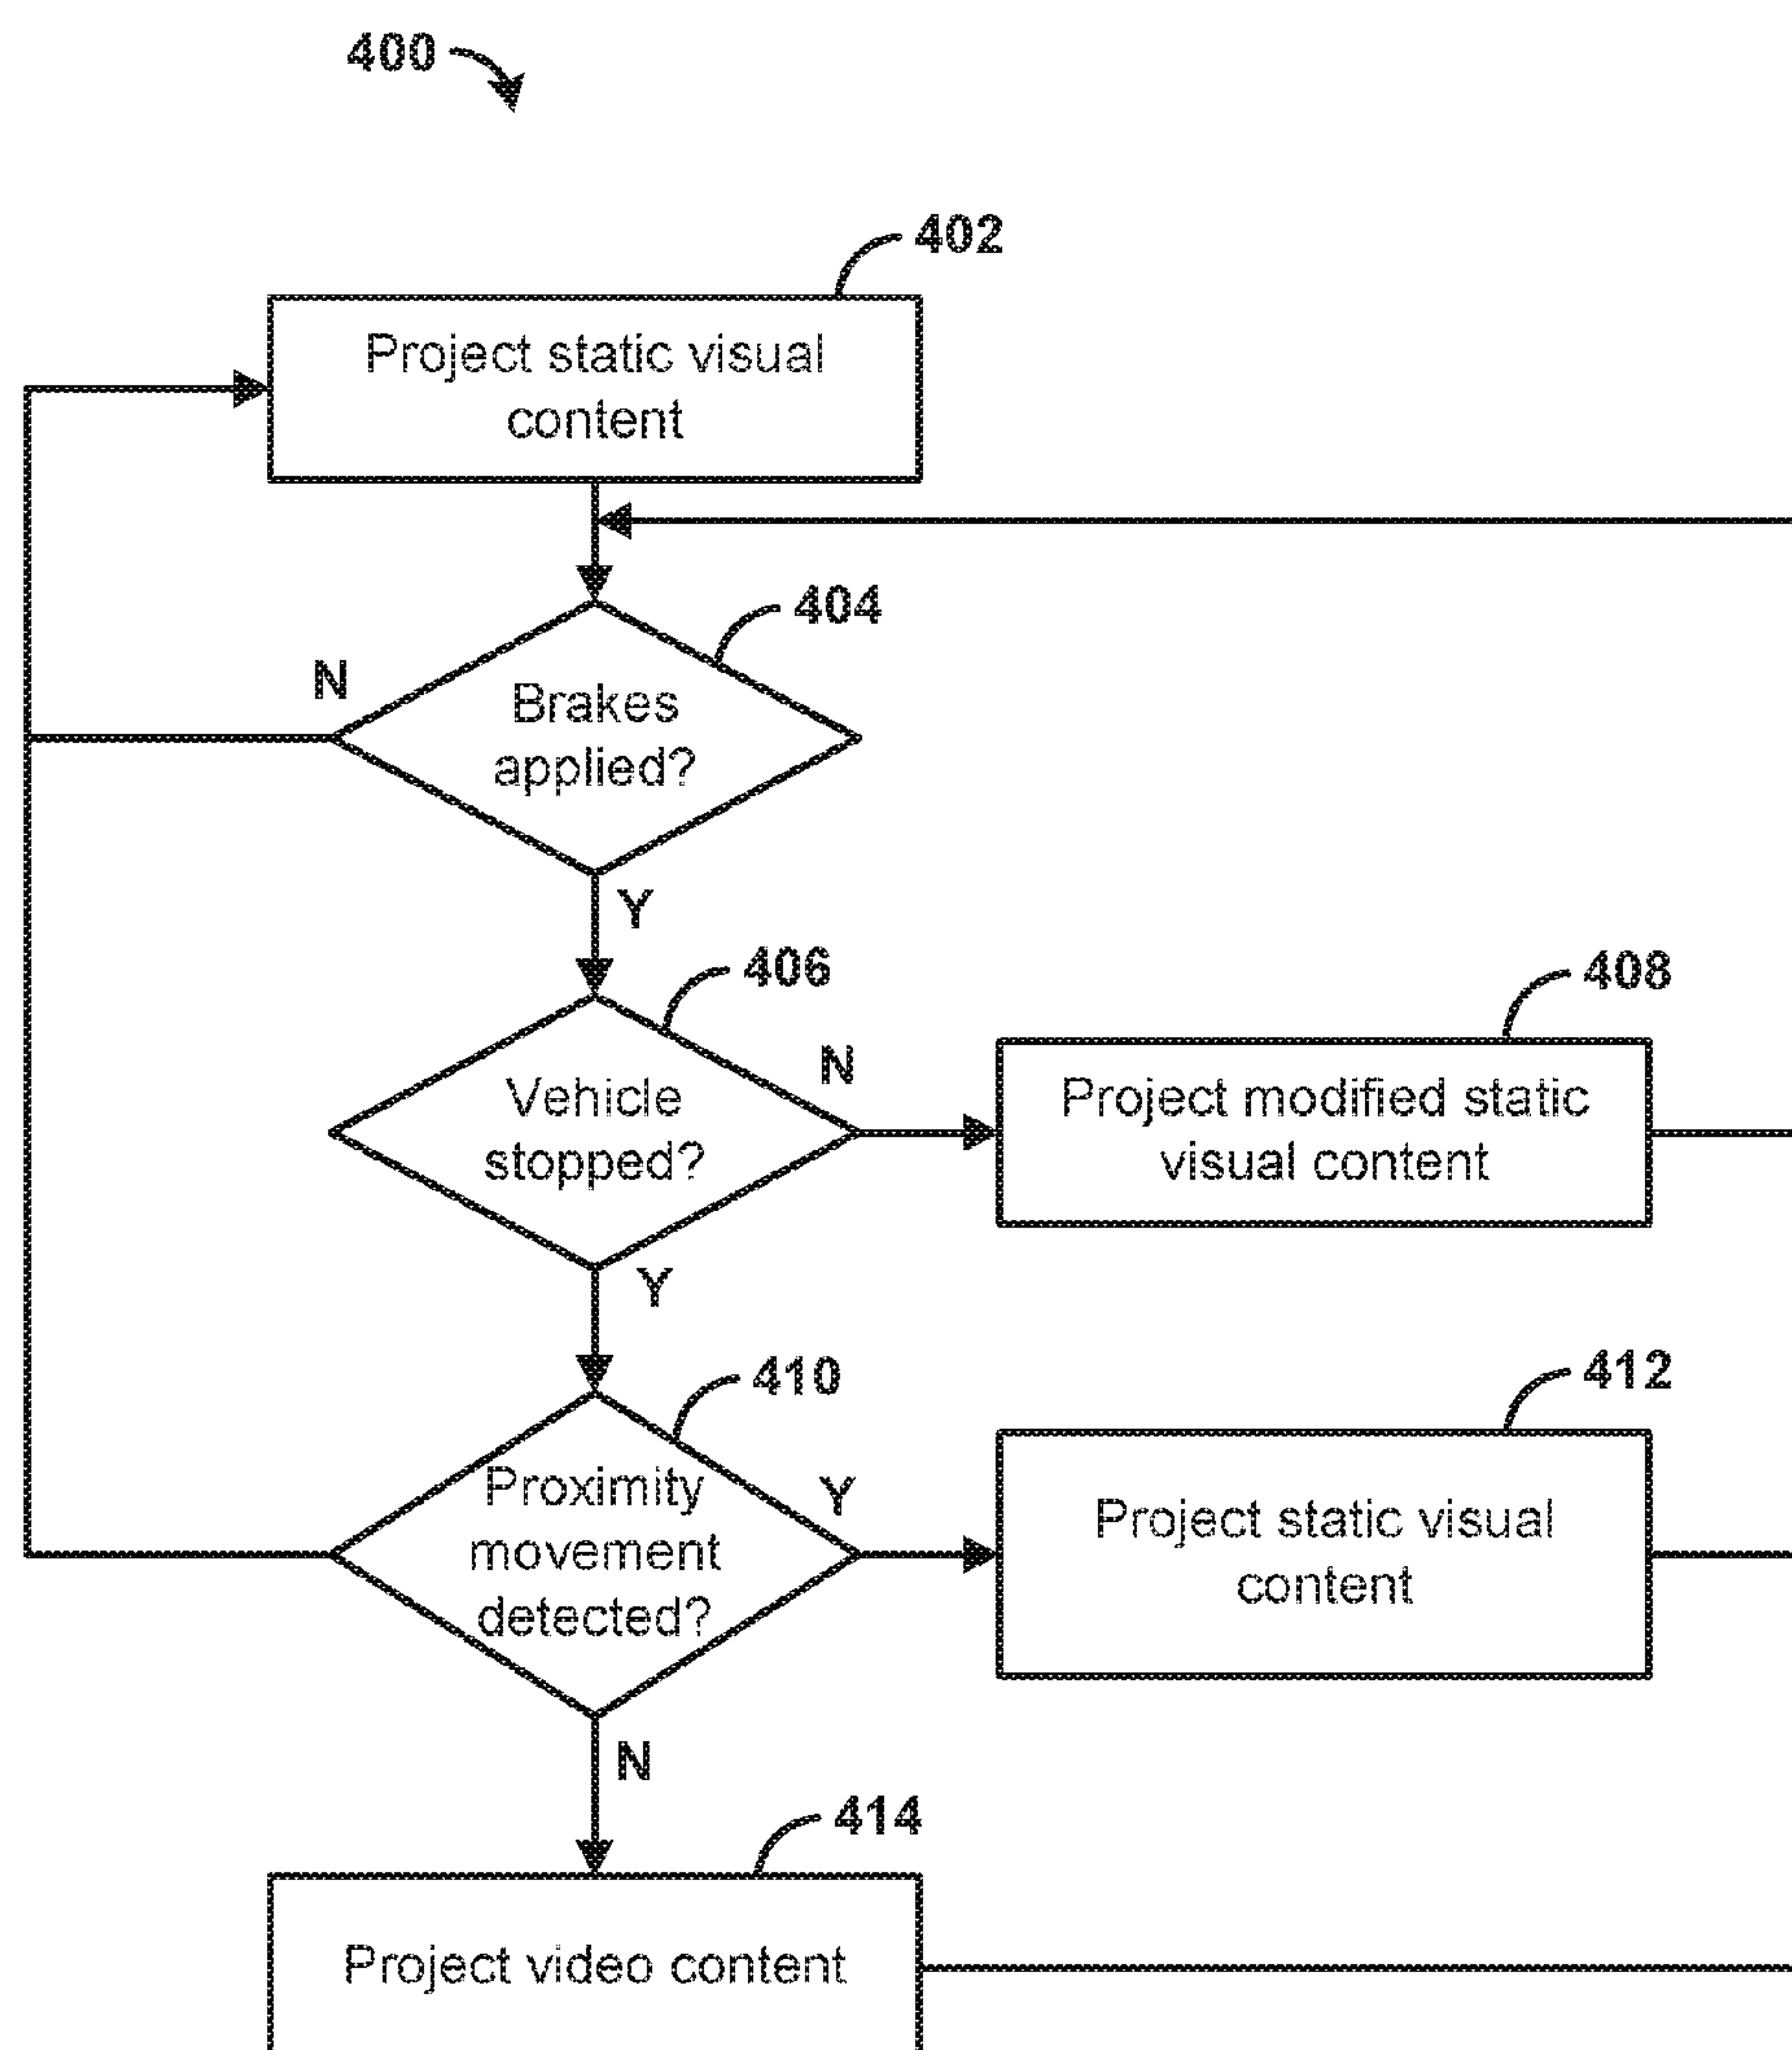 400
402
Project static visual
content
404
N
Brakes
applied?
Y
406
408
N
Vehicle
stopped?
Project modified static
visual content
Y
410
412
Y
Proximity
movement
detected?
Project static visual
content
N
414
Project video content